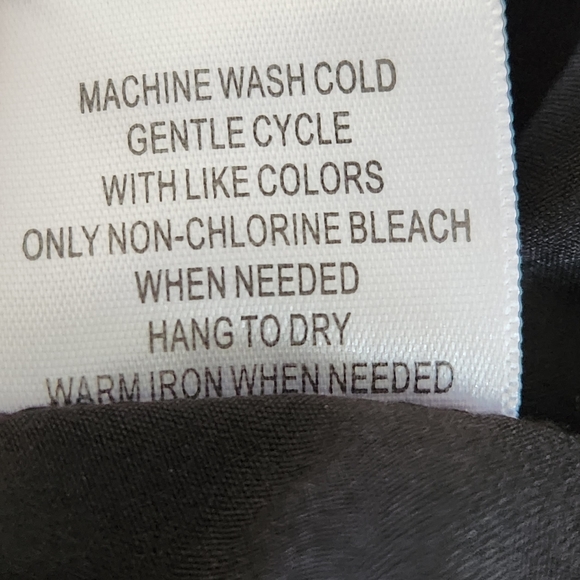 MACHINE WASH COLD
GENTLE CYCLE
WITH LIKE COLORS
ONLY NON-CHLORINE BLEACH
WHEN NEEDED
HANG TO DRY
WARM IRON WHEN NEEDED